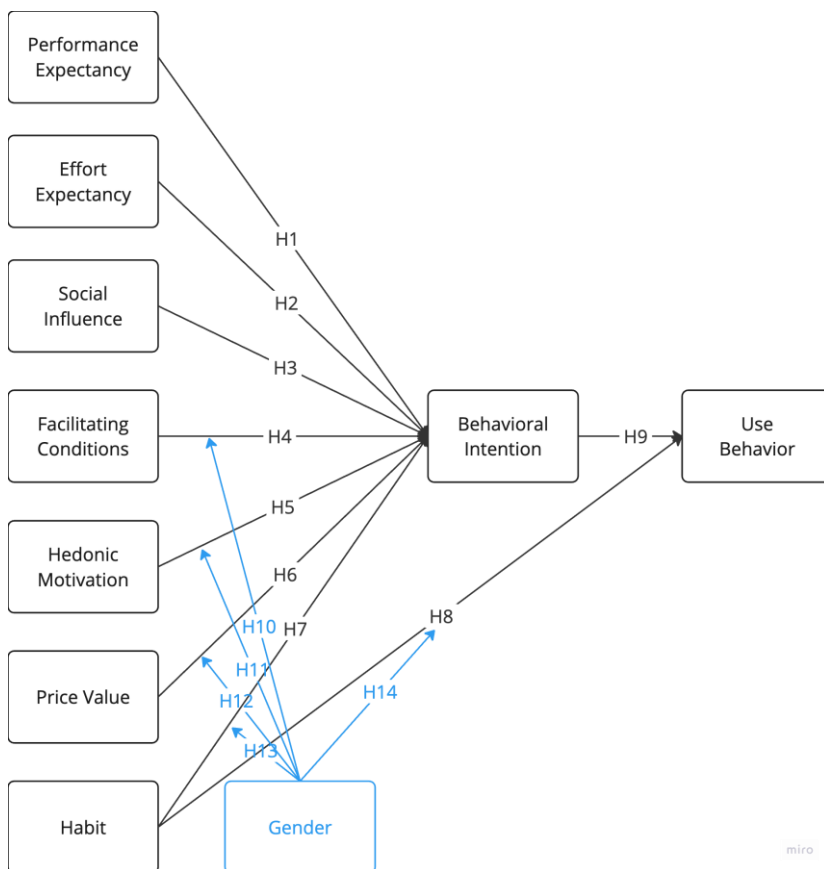 Performance
Expectancy
Effort
Expectancy
H1
H2
Social
Influence
H3
Facilitating
Conditions
H4
Behavioral
Intention
H9
Use
Behavior
H5
Hedonic
Motivation
H6
H10
H7
H8
H11
Price Value
H12
H14
H13
Habit
Gender
miro